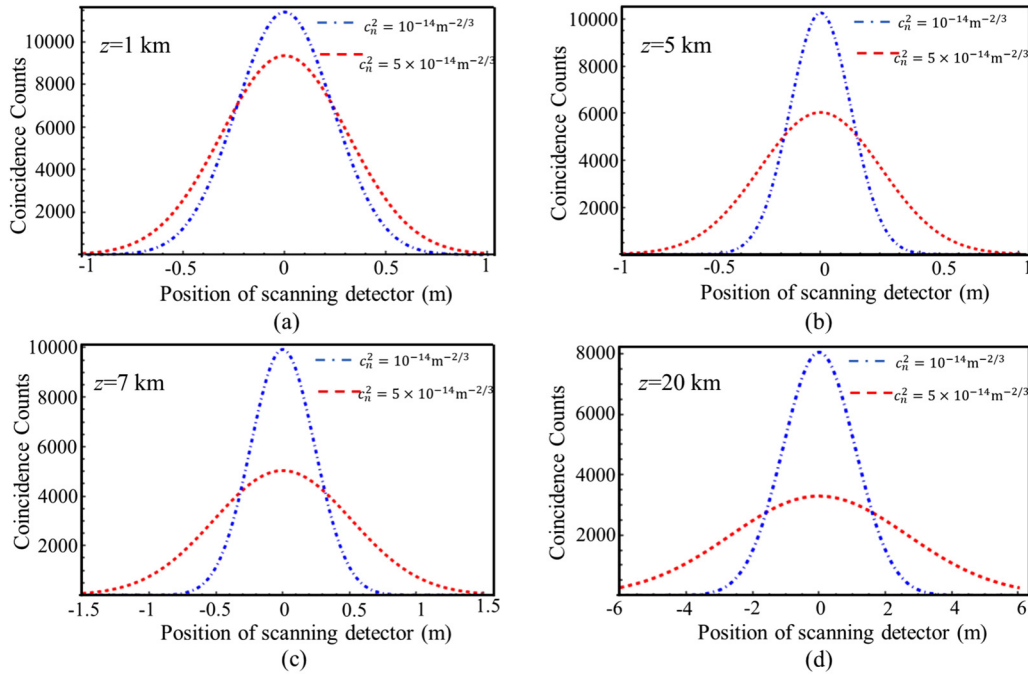 z=1 km
c_n^2 = 10^{-14}m^{-2/3}
c_n^2 = 5 × 10^{-14}m^{-2/3}
Coincidence Counts
10000
8000
6000
4000
2000
-1
-0.5
0
0.5
1
Position of scanning detector (m)
(a)
z=5 km
c_n^2 = 10^{-14}m^{-2/3}
c_n^2 = 5 × 10^{-14}m^{-2/3}
Coincidence Counts
10000
8000
6000
4000
2000
-1
-0.5
0
0.5
1
Position of scanning detector (m)
(b)
z=7 km
c_n^2 = 10^{-14}m^{-2/3}
c_n^2 = 5 × 10^{-14}m^{-2/3}
Coincidence Counts
10000
8000
6000
4000
2000
-1.5
-1
-0.5
0
0.5
1
1.5
Position of scanning detector (m)
(c)
z=20 km
c_n^2 = 10^{-14}m^{-2/3}
c_n^2 = 5 × 10^{-14}m^{-2/3}
Coincidence Counts
8000
6000
4000
2000
0
-6
-4
-2
0
2
4
6
Position of scanning detector (m)
(d)